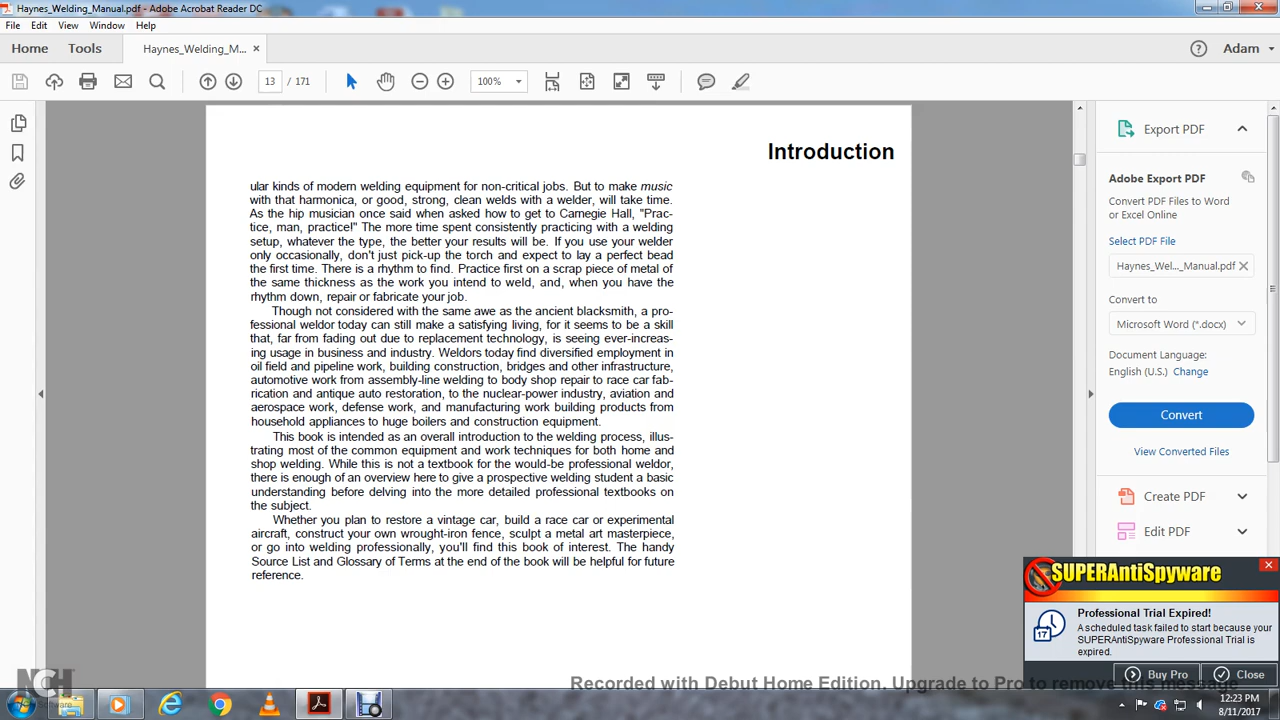 Haynes_Welding_Manual.pdf - Adobe Acrobat Reader DC
File Edit View Window Help
Home Tools Haynes_Welding_M... × Adam
13 / 171 100%
Introduction
ular kinds of modern welding equipment for non-critical jobs. But to make music
with that harmonica, or good, strong, clean welds with a welder, will take time.
As the hip musician once said when asked how to get to Carnegie Hall, "Prac-
tice, man, practice!" The more time spent consistently practicing with a welding
setup, whatever the type, the better your results will be. If you use your welder
only occasionally, don't just pick-up the torch and expect to lay a perfect bead
the first time. There is a rhythm to find. Practice first on a scrap piece of metal of
the same thickness as the work you intend to weld, and, when you have the
rhythm down, repair or fabricate your job.
Though not considered with the same awe as the ancient blacksmith, a pro-
fessional weldor today can still make a satisfying living, for it seems to be a skill
that, far from fading out due to replacement technology, is seeing ever-increas-
ing usage in business and industry. Weldors today find diversified employment in
oil field and pipeline work, building construction, bridges and other infrastructure,
automotive work from assembly-line welding to body shop repair to race car fab-
rication and antique auto restoration, to the nuclear-power industry, aviation and
aerospace work, defense work, and manufacturing work building products from
household appliances to huge boilers and construction equipment.
This book is intended as an overall introduction to the welding process, illus-
trating most of the common equipment and work techniques for both home and
shop welding. While this is not a textbook for the would-be professional weldor,
there is enough of an overview here to give a prospective welding student a basic
understanding before delving into the more detailed professional textbooks on
the subject.
Whether you plan to restore a vintage car, build a race car or experimental
aircraft, construct your own wrought-iron fence, sculpt a metal art masterpiece,
or go into welding professionally, you'll find this book of interest. The handy
Source List and Glossary of Terms at the end of the book will be helpful for future
reference.
Export PDF
Adobe Export PDF
Convert PDF Files to Word
or Excel Online
Select PDF File
Haynes_Wel..._Manual.pdf
Convert to
Microsoft Word (*.docx)
Document Language:
English (U.S.) Change
Convert
View Converted Files
Create PDF
Edit PDF
SUPERAntiSpyware
Professional Trial Expired!
A scheduled task failed to start because your
SUPERAntiSpyware Professional Trial is
expired.
17
Buy Pro Close
NCH
Software
Recorded with Debut Home Edition. Upgrade to Pro to remove this message
12:23 PM
8/11/2017